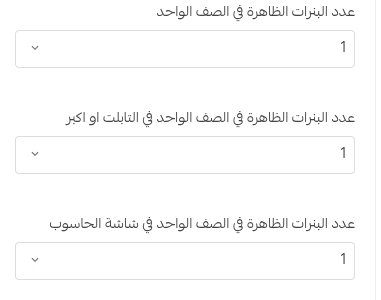 عدد البنرات الظاهرة في الصف الواحد
1
عدد البنرات الظاهرة في الصف الواحد في التابلت او اكبر
1
عدد البنرات الظاهرة في الصف الواحد في شاشة الحاسوب
1